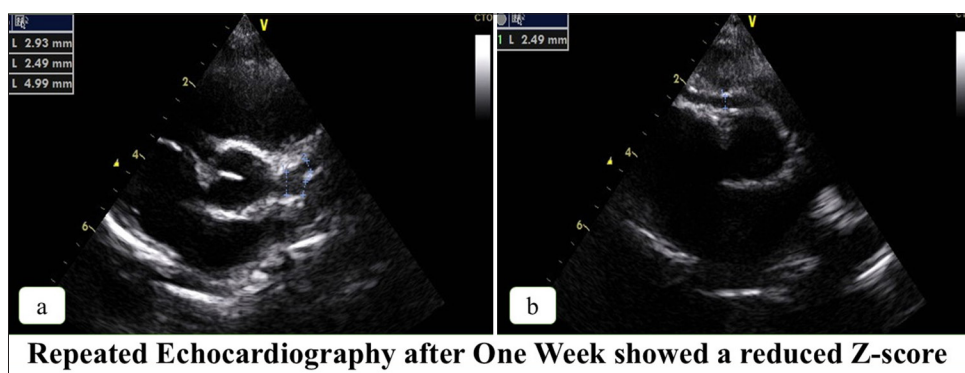 V
CTO
L 2.93 mm
L 2.49 mm
L 4.99 mm
2
4
6
a
V
1 L 2.49 mm
2
4
6
b
Repeated Echocardiography after One Week showed a reduced Z-score